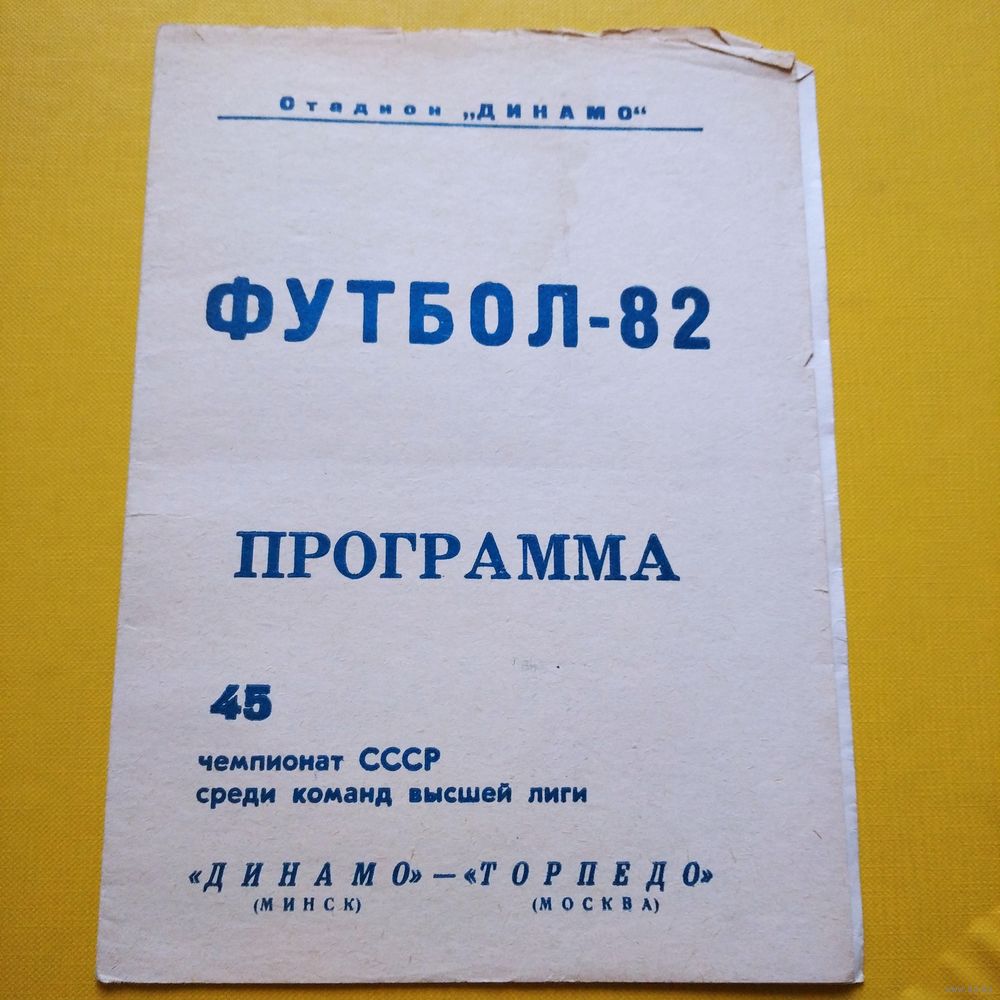 Стадион „ДИНАМО“
ФУТБОЛ-82
ПРОГРАММА
45
чемпионат СССР
среди команд высшей лиги
«ДИНАМО» — «ТОРПЕДО»
(МИНСК) (МОСКВА)